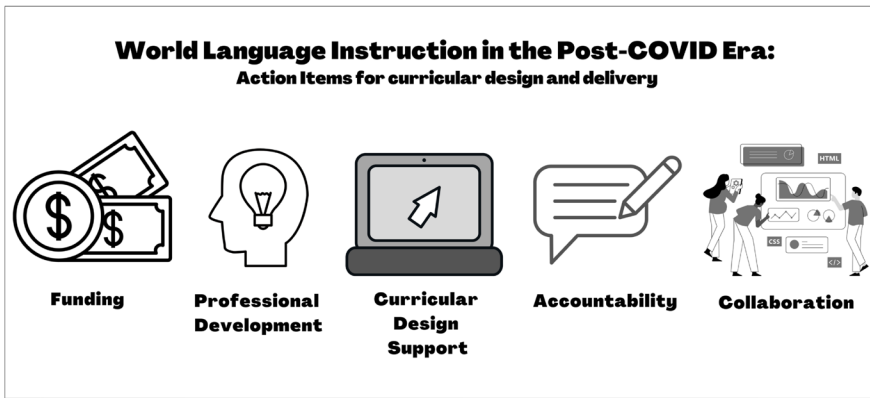 World Language Instruction in the Post-COVID Era:
Action Items for curricular design and delivery
$
$
$
HTML
CSS
</>
Funding
Professional
Development
Curricular
Design
Support
Accountability
Collaboration